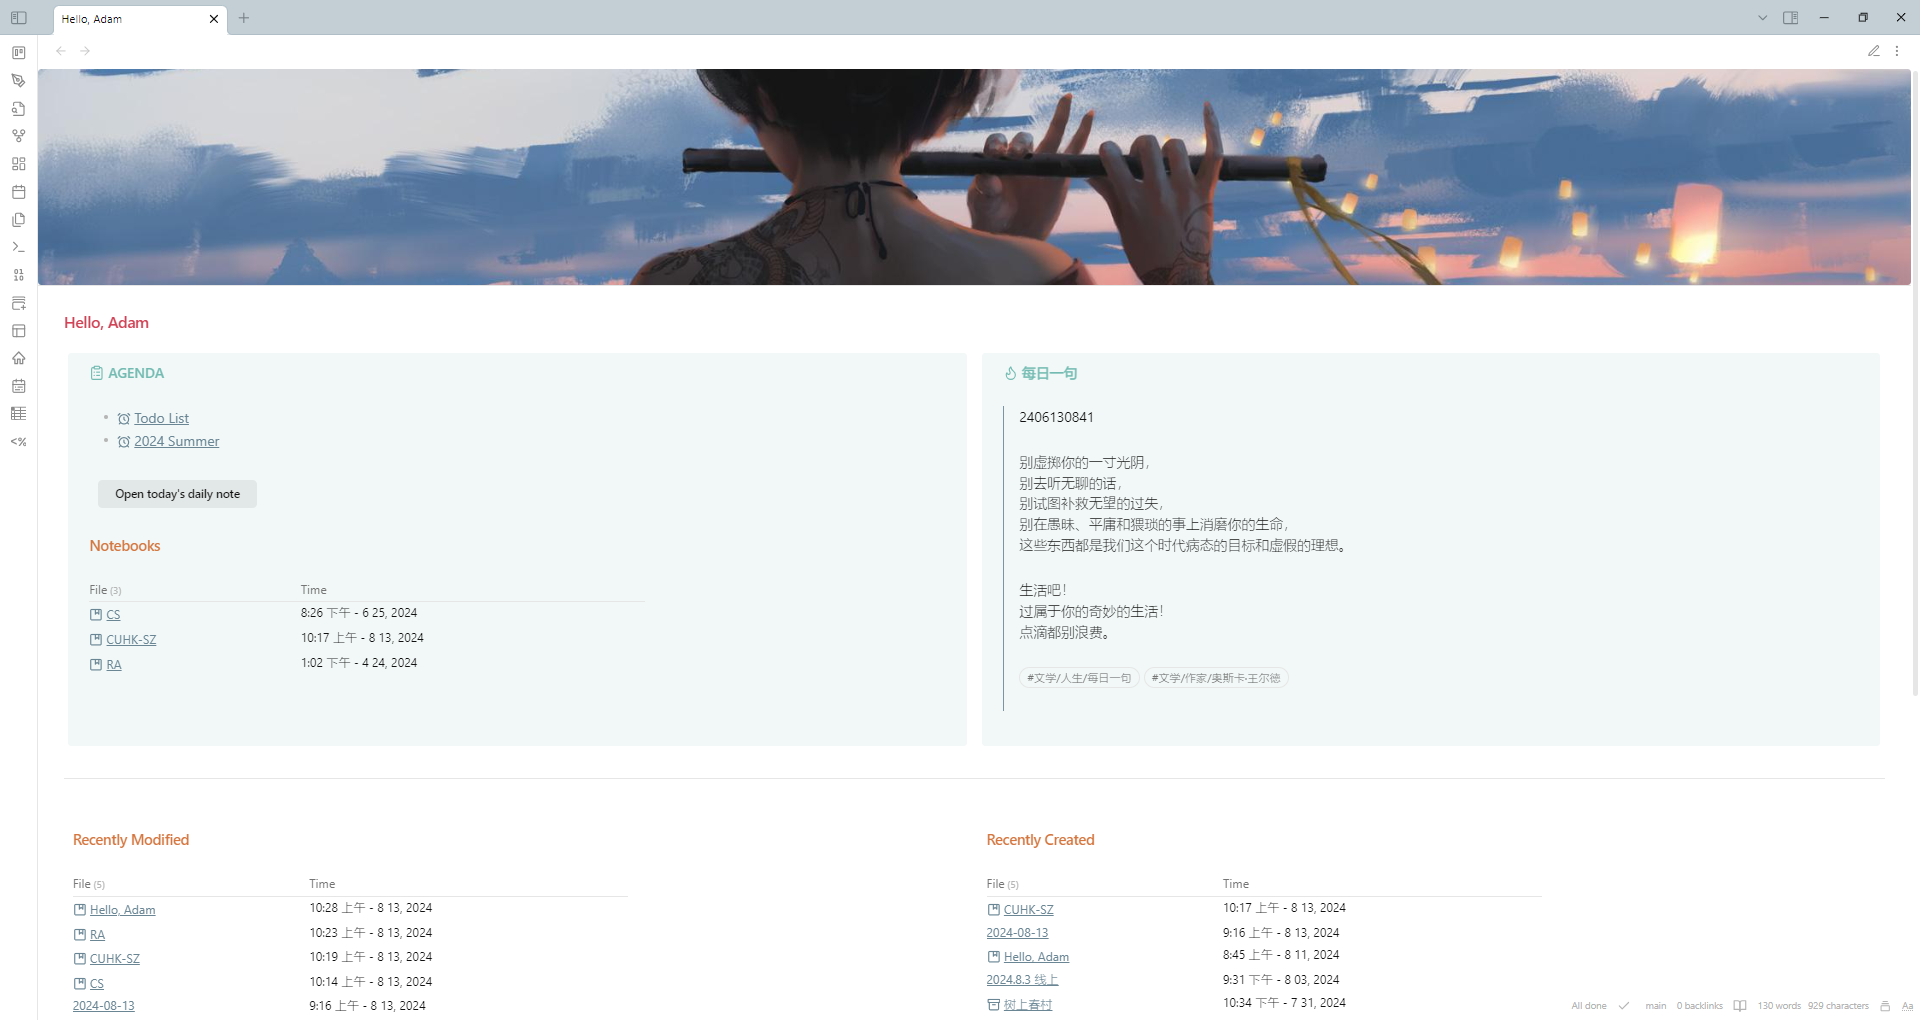 Hello, Adam
Hello, Adam
AGENDA
Todo List
2024 Summer
Open today's daily note
Notebooks
File (3) Time
CS 8:26 下午 - 6 25, 2024
CUHK-SZ 10:17 上午 - 8 13, 2024
RA 1:02 下午 - 4 24, 2024
每日一句
2406130841
别虚掷你的一寸光阴，
别去听无聊的话，
别试图补救无望的过失，
别在愚昧、平庸和猥琐的事上消磨你的生命，
这些东西都是我们这个时代病态的目标和虚假的理想。
生活吧！
过属于你的奇妙的生活！
点滴都别浪费。
#文学/人生/每日一句 #文学/作家/奥斯卡·王尔德
Recently Modified
File (5) Time
Hello, Adam 10:28 上午 - 8 13, 2024
RA 10:23 上午 - 8 13, 2024
CUHK-SZ 10:19 上午 - 8 13, 2024
CS 10:14 上午 - 8 13, 2024
2024-08-13 9:16 上午 - 8 13, 2024
Recently Created
File (5) Time
CUHK-SZ 10:17 上午 - 8 13, 2024
2024-08-13 9:16 上午 - 8 13, 2024
Hello, Adam 8:45 上午 - 8 11, 2024
2024.8.3 线上 9:31 下午 - 8 03, 2024
树上春村 10:34 下午 - 7 31, 2024
All done main 0 backlinks 130 words 929 characters Aa